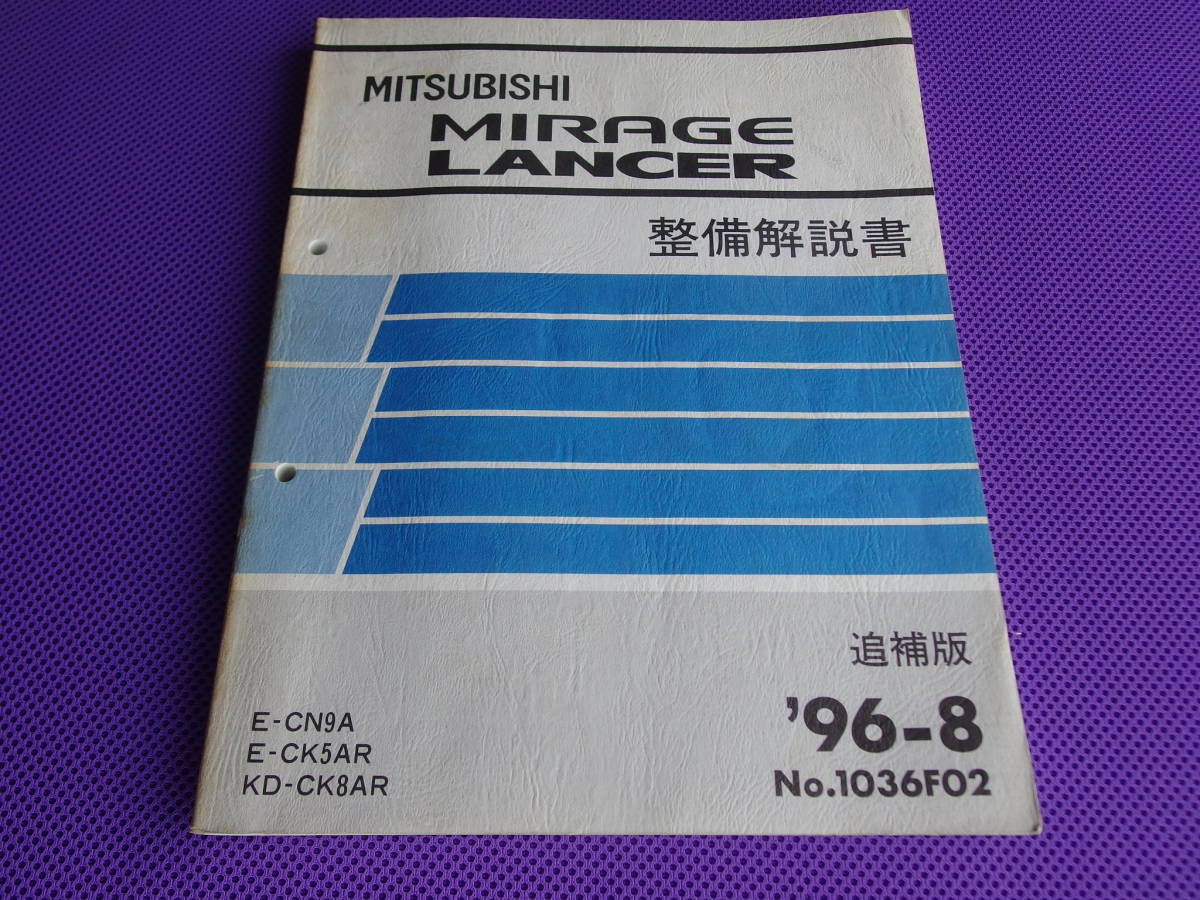 MITSUBISHI
MIRAGE
LANCER
整備解説書
追補版
'96-8
No.1036F02
E-CN9A
E-CK5AR
KD-CK8AR